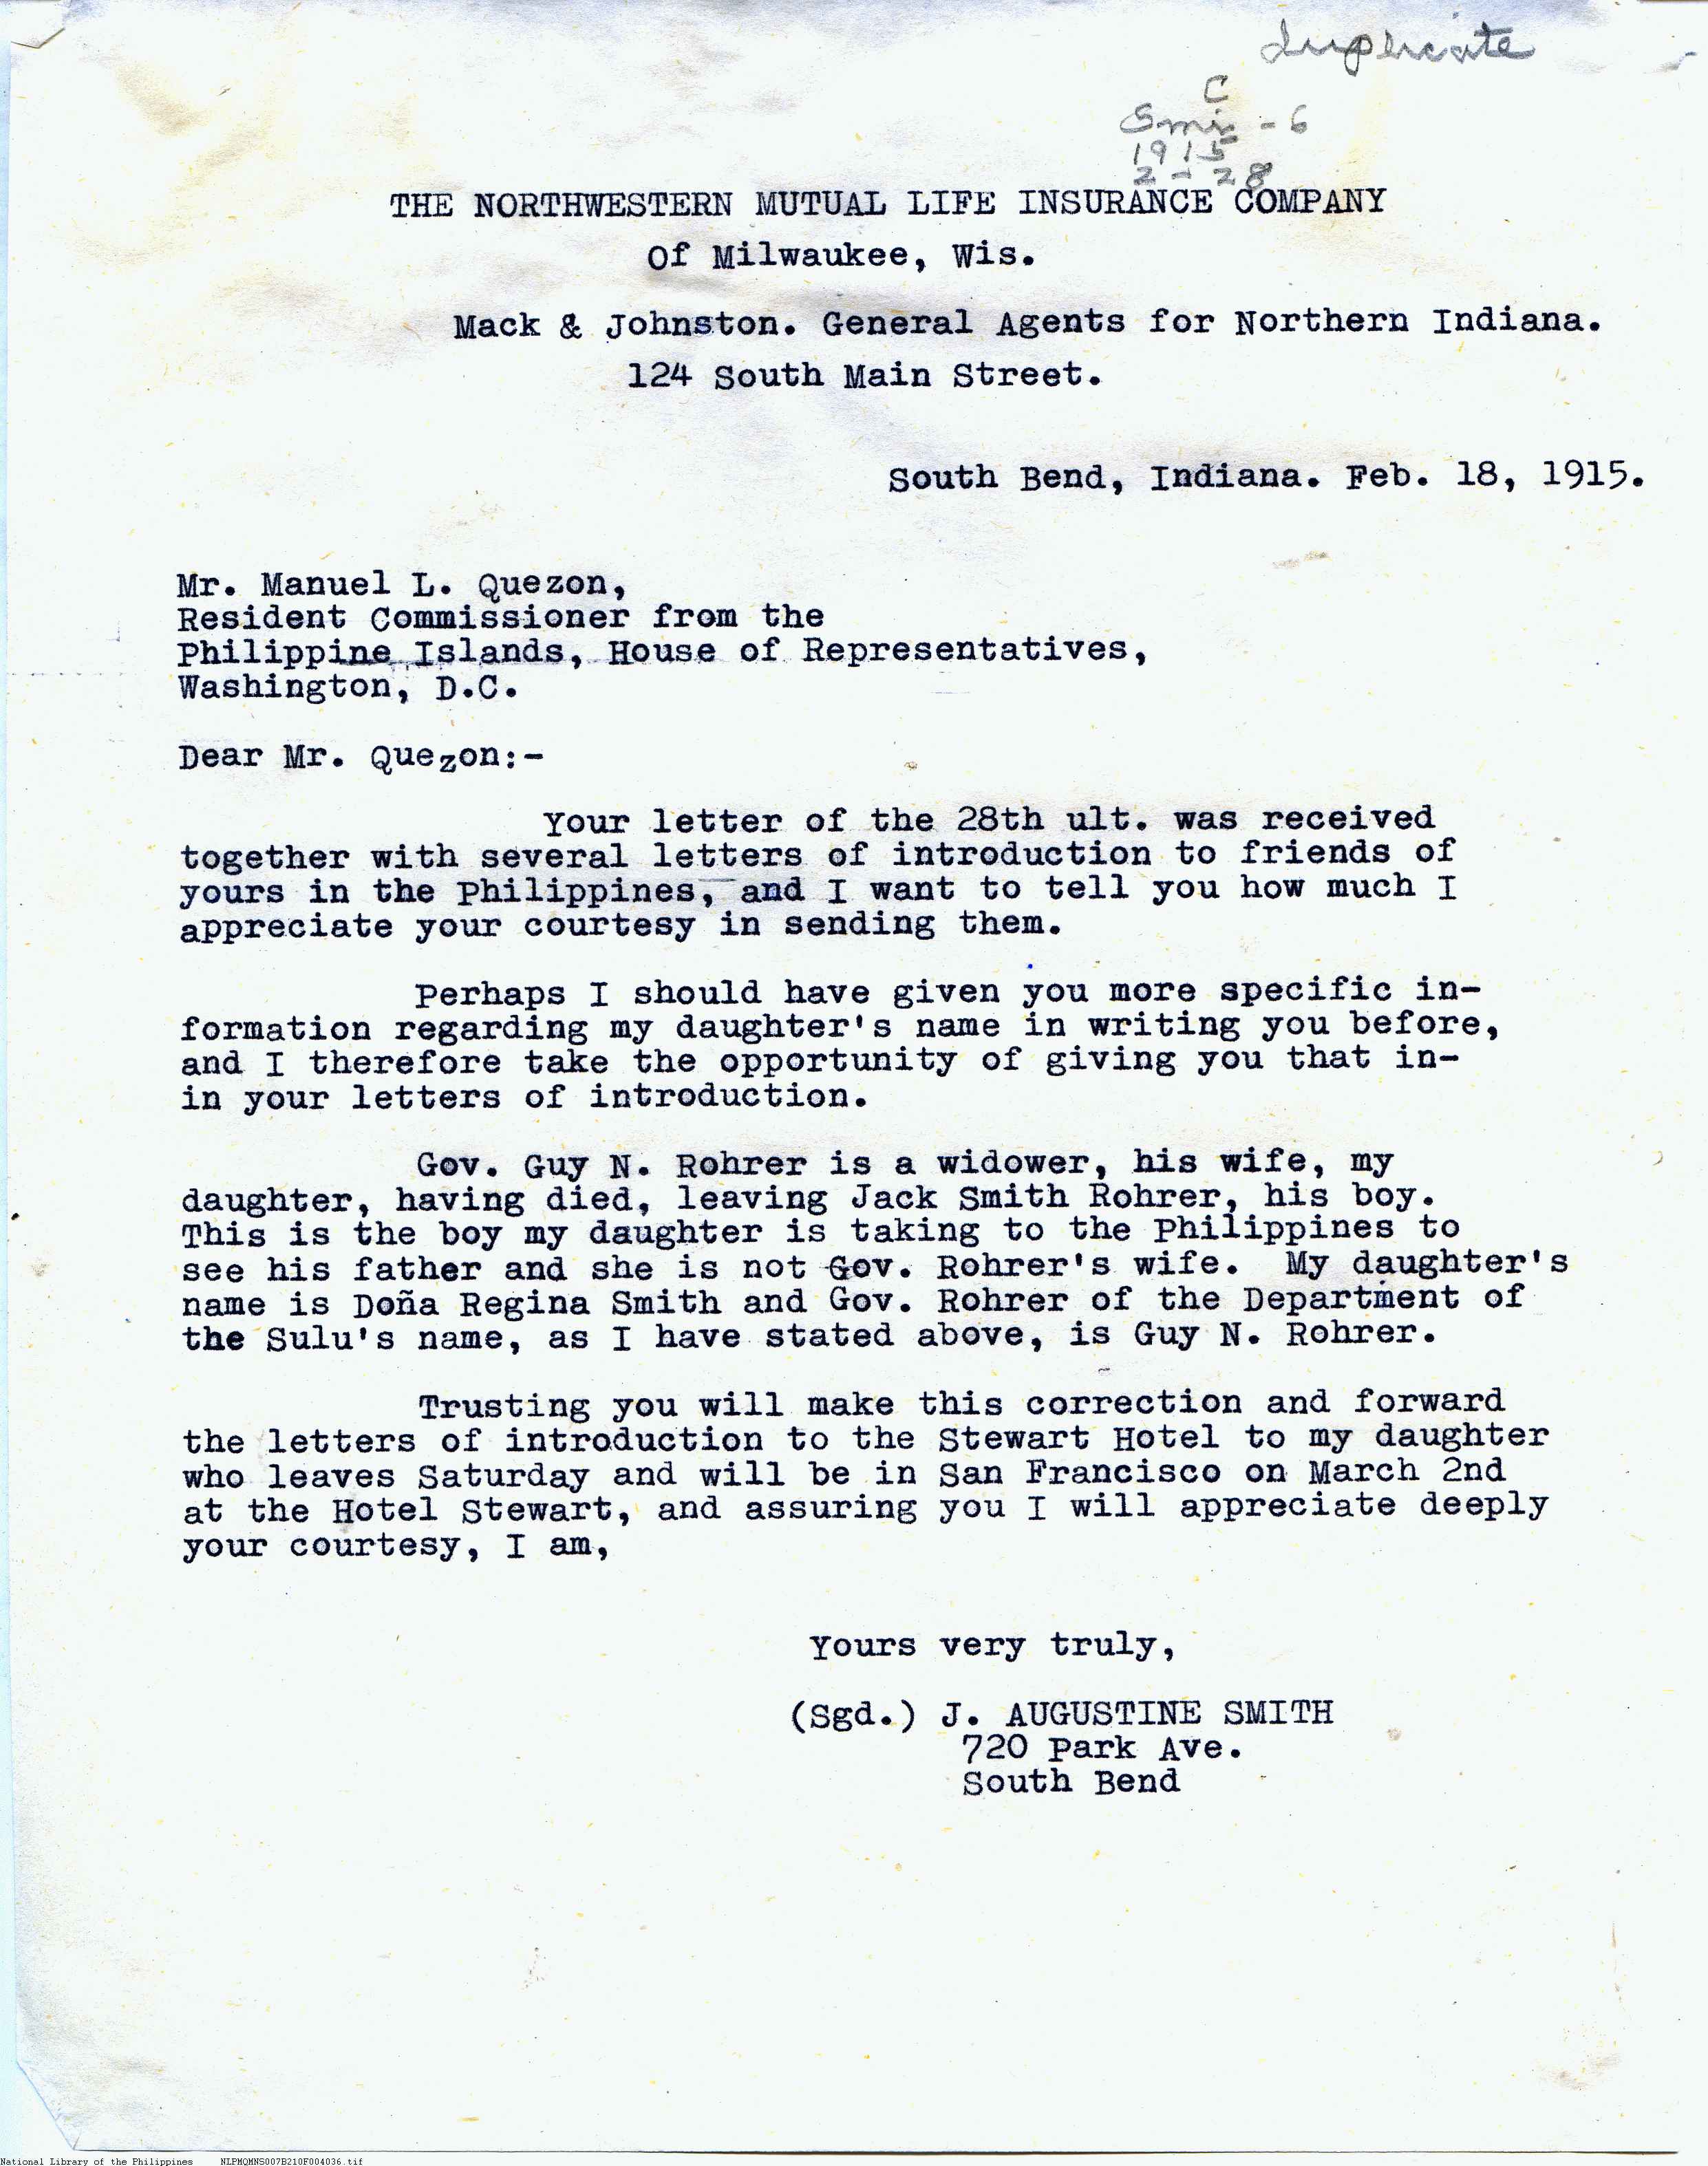 duplicate
C
Smi - 6
1915
2 - 28
THE NORTHWESTERN MUTUAL LIFE INSURANCE COMPANY
Of Milwaukee, Wis.
Mack & Johnston. General Agents for Northern Indiana.
124 South Main Street.
South Bend, Indiana. Feb. 18, 1915.
Mr. Manuel L. Quezon,
Resident Commissioner from the
Philippine Islands, House of Representatives,
Washington, D.C.
Dear Mr. Quezon:-
Your letter of the 28th ult. was received
together with several letters of introduction to friends of
yours in the Philippines, and I want to tell you how much I
appreciate your courtesy in sending them.
Perhaps I should have given you more specific in-
formation regarding my daughter's name in writing you before,
and I therefore take the opportunity of giving you that in-
in your letters of introduction.
Gov. Guy N. Rohrer is a widower, his wife, my
daughter, having died, leaving Jack Smith Rohrer, his boy.
This is the boy my daughter is taking to the Philippines to
see his father and she is not Gov. Rohrer's wife. My daughter's
name is Doña Regina Smith and Gov. Rohrer of the Department of
the Sulu's name, as I have stated above, is Guy N. Rohrer.
Trusting you will make this correction and forward
the letters of introduction to the Stewart Hotel to my daughter
who leaves Saturday and will be in San Francisco on March 2nd
at the Hotel Stewart, and assuring you I will appreciate deeply
your courtesy, I am,
Yours very truly,
(Sgd.) J. AUGUSTINE SMITH
720 Park Ave.
South Bend
National Library of the Philippines NLPMQMNS007B210F004036.tif